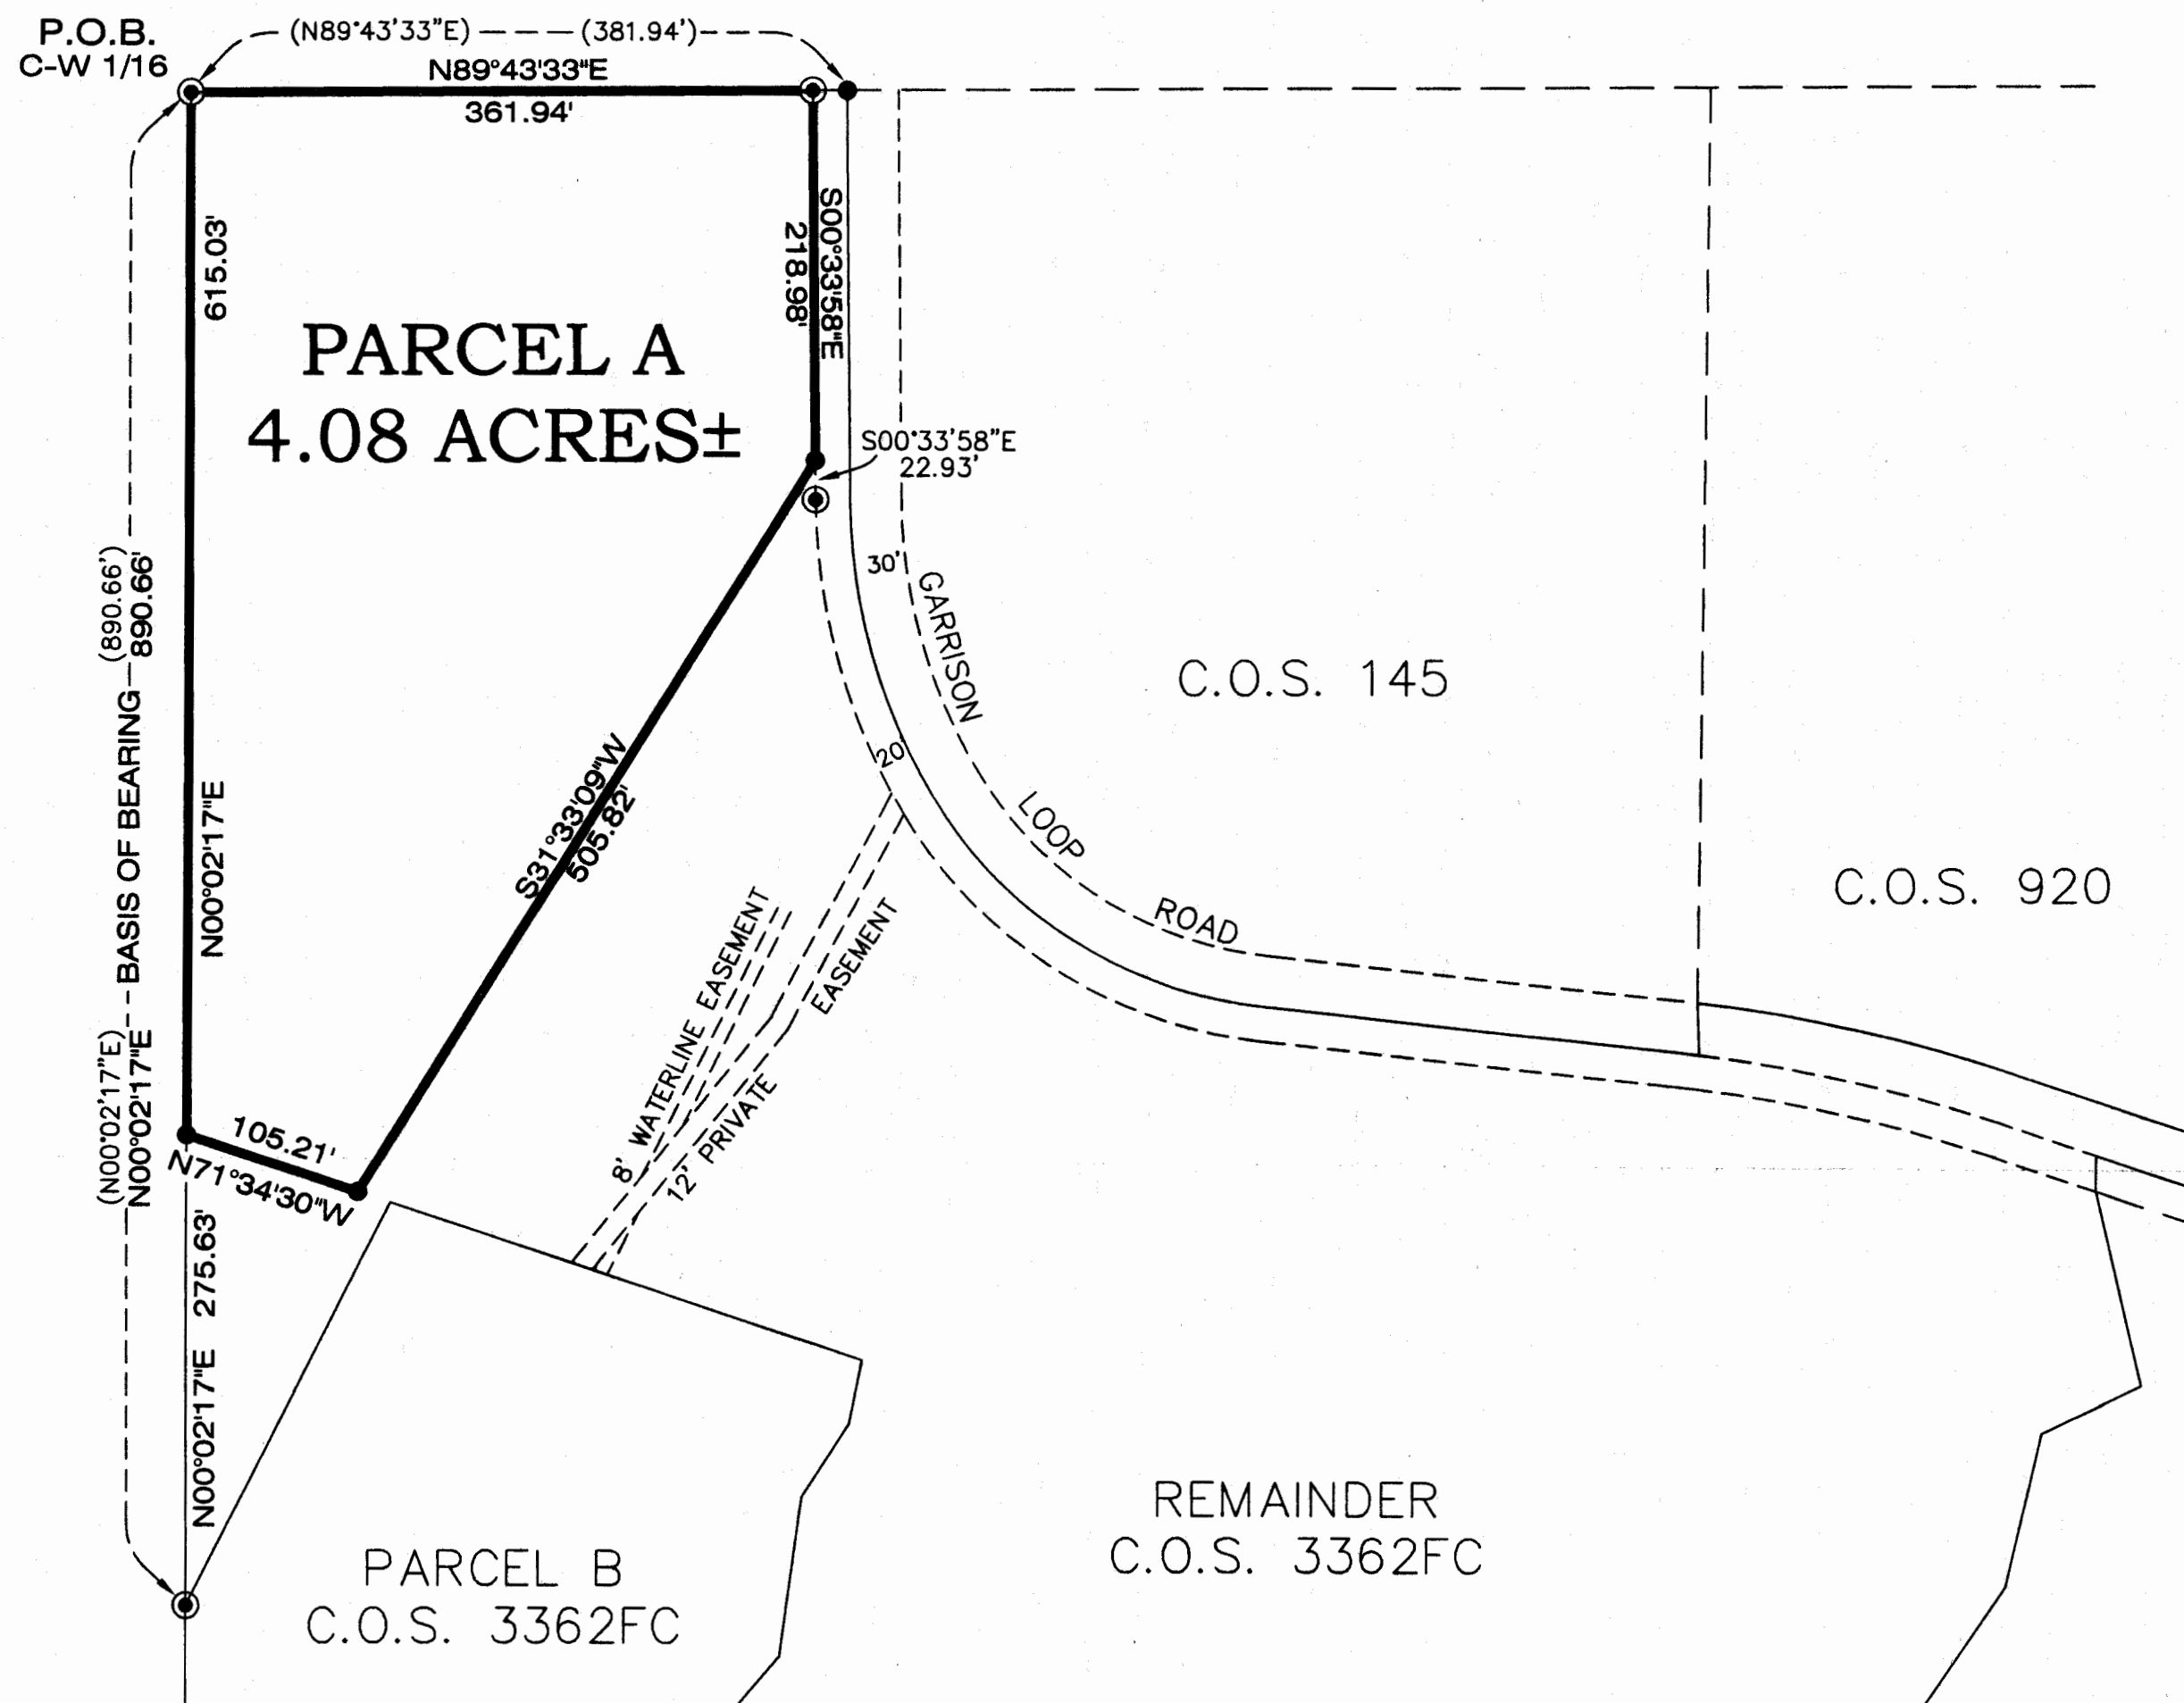 P.O.B.
C-W 1/16
(N89°43'33"E)
(381.94')
N89°43'33"E
361.94'
615.03'
N00°02'17"E
S00°33'58"E
218.98'
PARCEL A
4.08 ACRES±
S00°33'58"E
22.93'
(890.66')
890.66'
BASIS OF BEARING
(N00°02'17"E)
N00°02'17"E
S31°33'09"W
505.82'
105.21'
N71°34'30"W
N00°02'17"E 275.63'
30'
20'
GARRISON
LOOP
ROAD
8' WATERLINE EASEMENT
12' PRIVATE EASEMENT
C.O.S. 145
C.O.S. 920
PARCEL B
C.O.S. 3362FC
REMAINDER
C.O.S. 3362FC